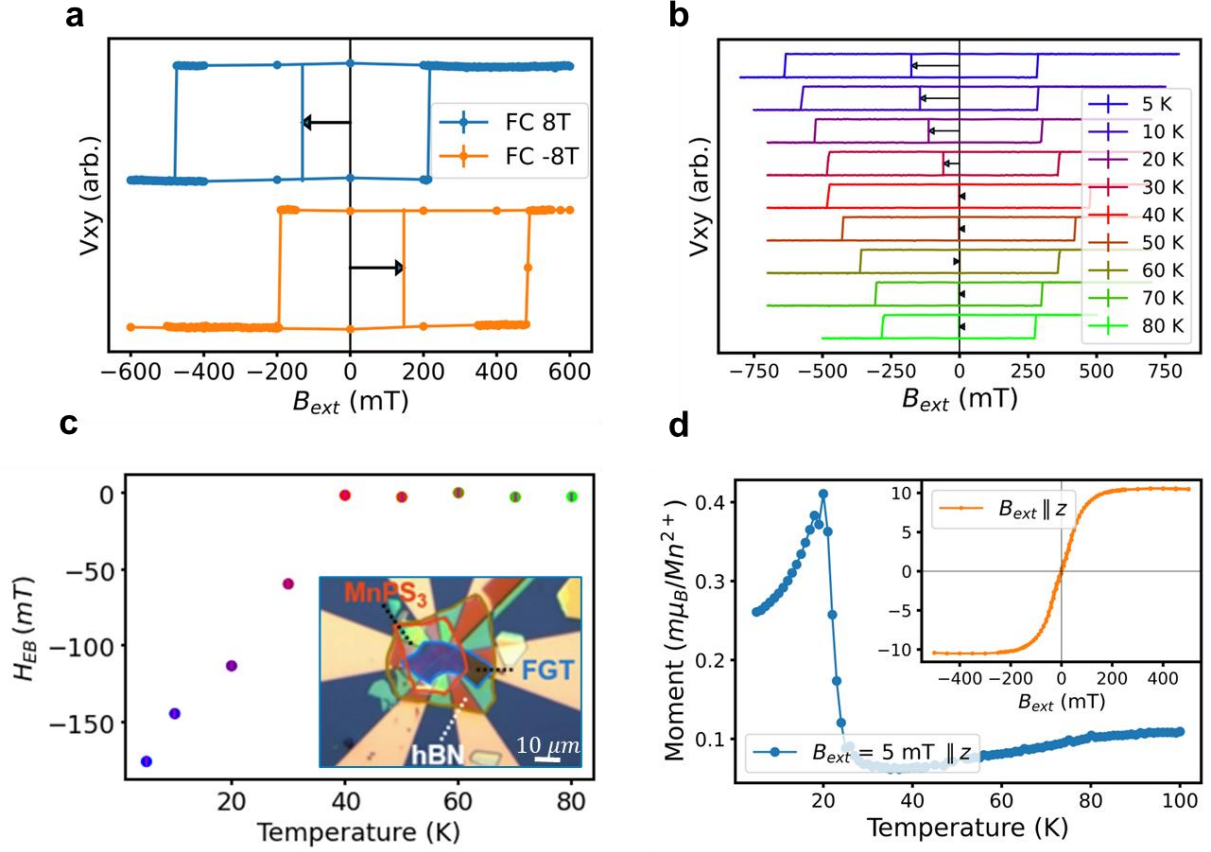 a
Vxy (arb.)
FC 8T
FC -8T
−600 −400 −200 0 200 400 600
B_ext (mT)
b
Vxy (arb.)
5 K
10 K
20 K
30 K
40 K
50 K
60 K
70 K
80 K
−750 −500 −250 0 250 500 750
B_ext (mT)
c
H_EB (mT)
0
−50
−100
−150
MnPS₃
FGT
hBN
10 μm
20 40 60 80
Temperature (K)
d
Moment (mμ_B/Mn²⁺)
0.4
0.3
0.2
0.1
B_ext ∥ z
10
5
0
−5
−10
−400 −200 0 200 400
B_ext (mT)
B_ext = 5 mT ∥ z
20 40 60 80 100
Temperature (K)